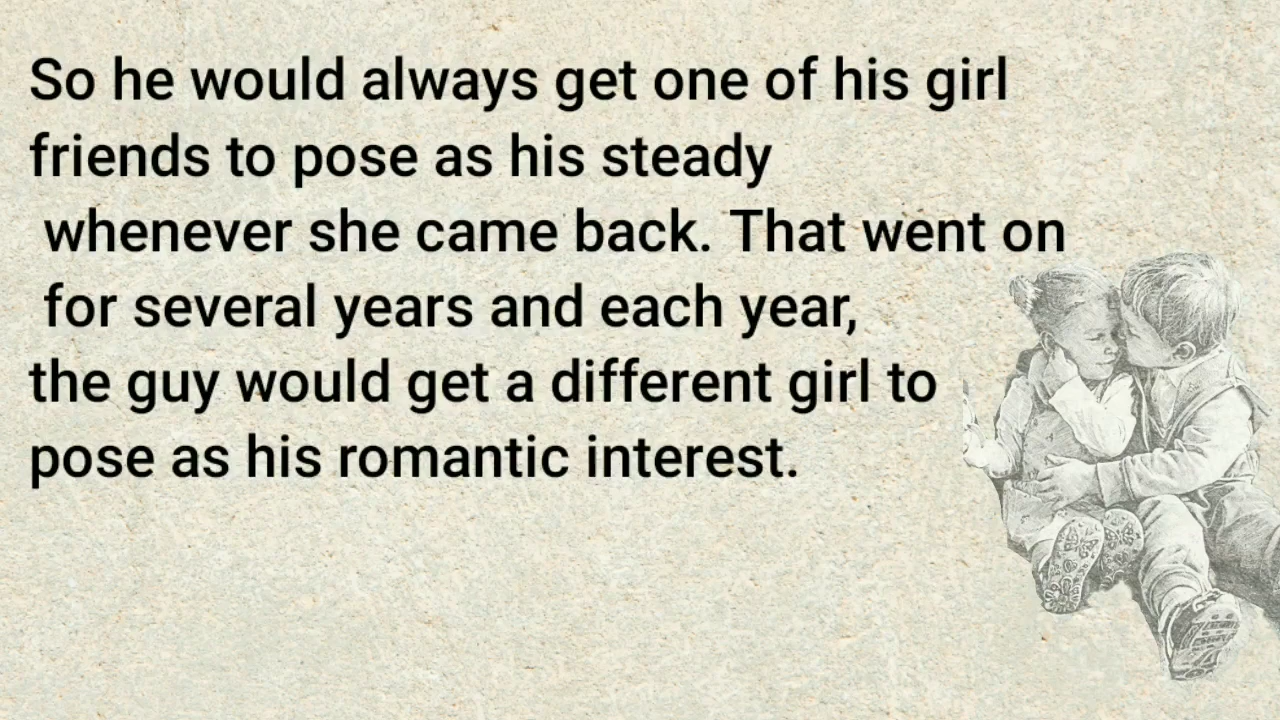 So he would always get one of his girl
friends to pose as his steady
whenever she came back. That went on
for several years and each year,
the guy would get a different girl to
pose as his romantic interest.